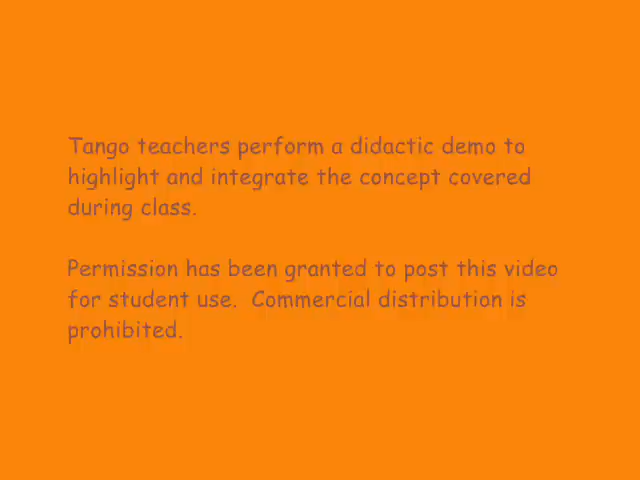 Tango teachers perform a didactic demo to
highlight and integrate the concept covered
during class.
Permission has been granted to post this video
for student use.  Commercial distribution is
prohibited.